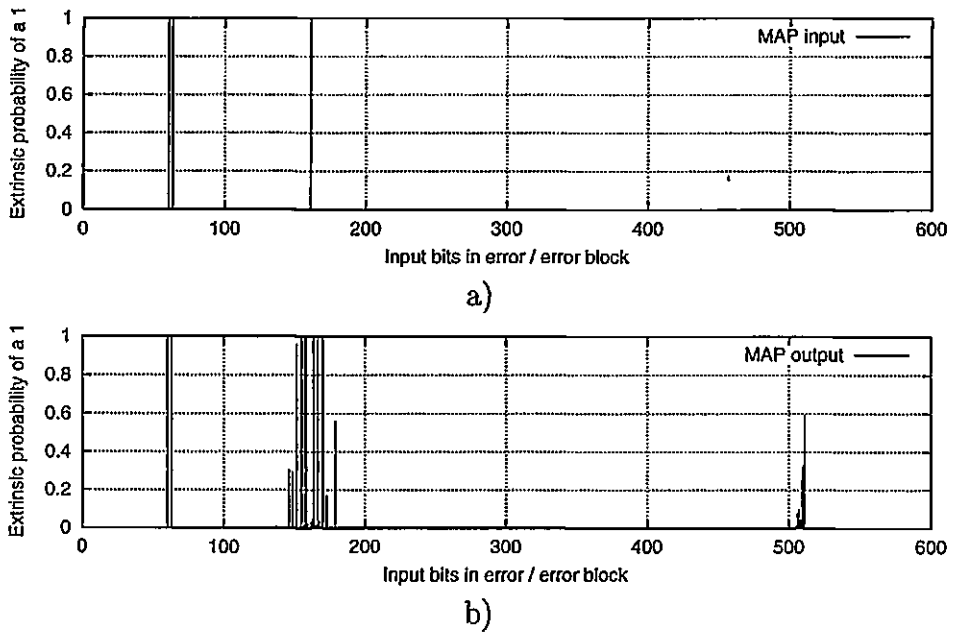 Extrinsic probability of a 1
1
0.8
0.6
0.4
0.2
0
MAP input
0 100 200 300 400 500 600
Input bits in error / error block
a)
Extrinsic probability of a 1
1
0.8
0.6
0.4
0.2
0
MAP output
0 100 200 300 400 500 600
Input bits in error / error block
b)